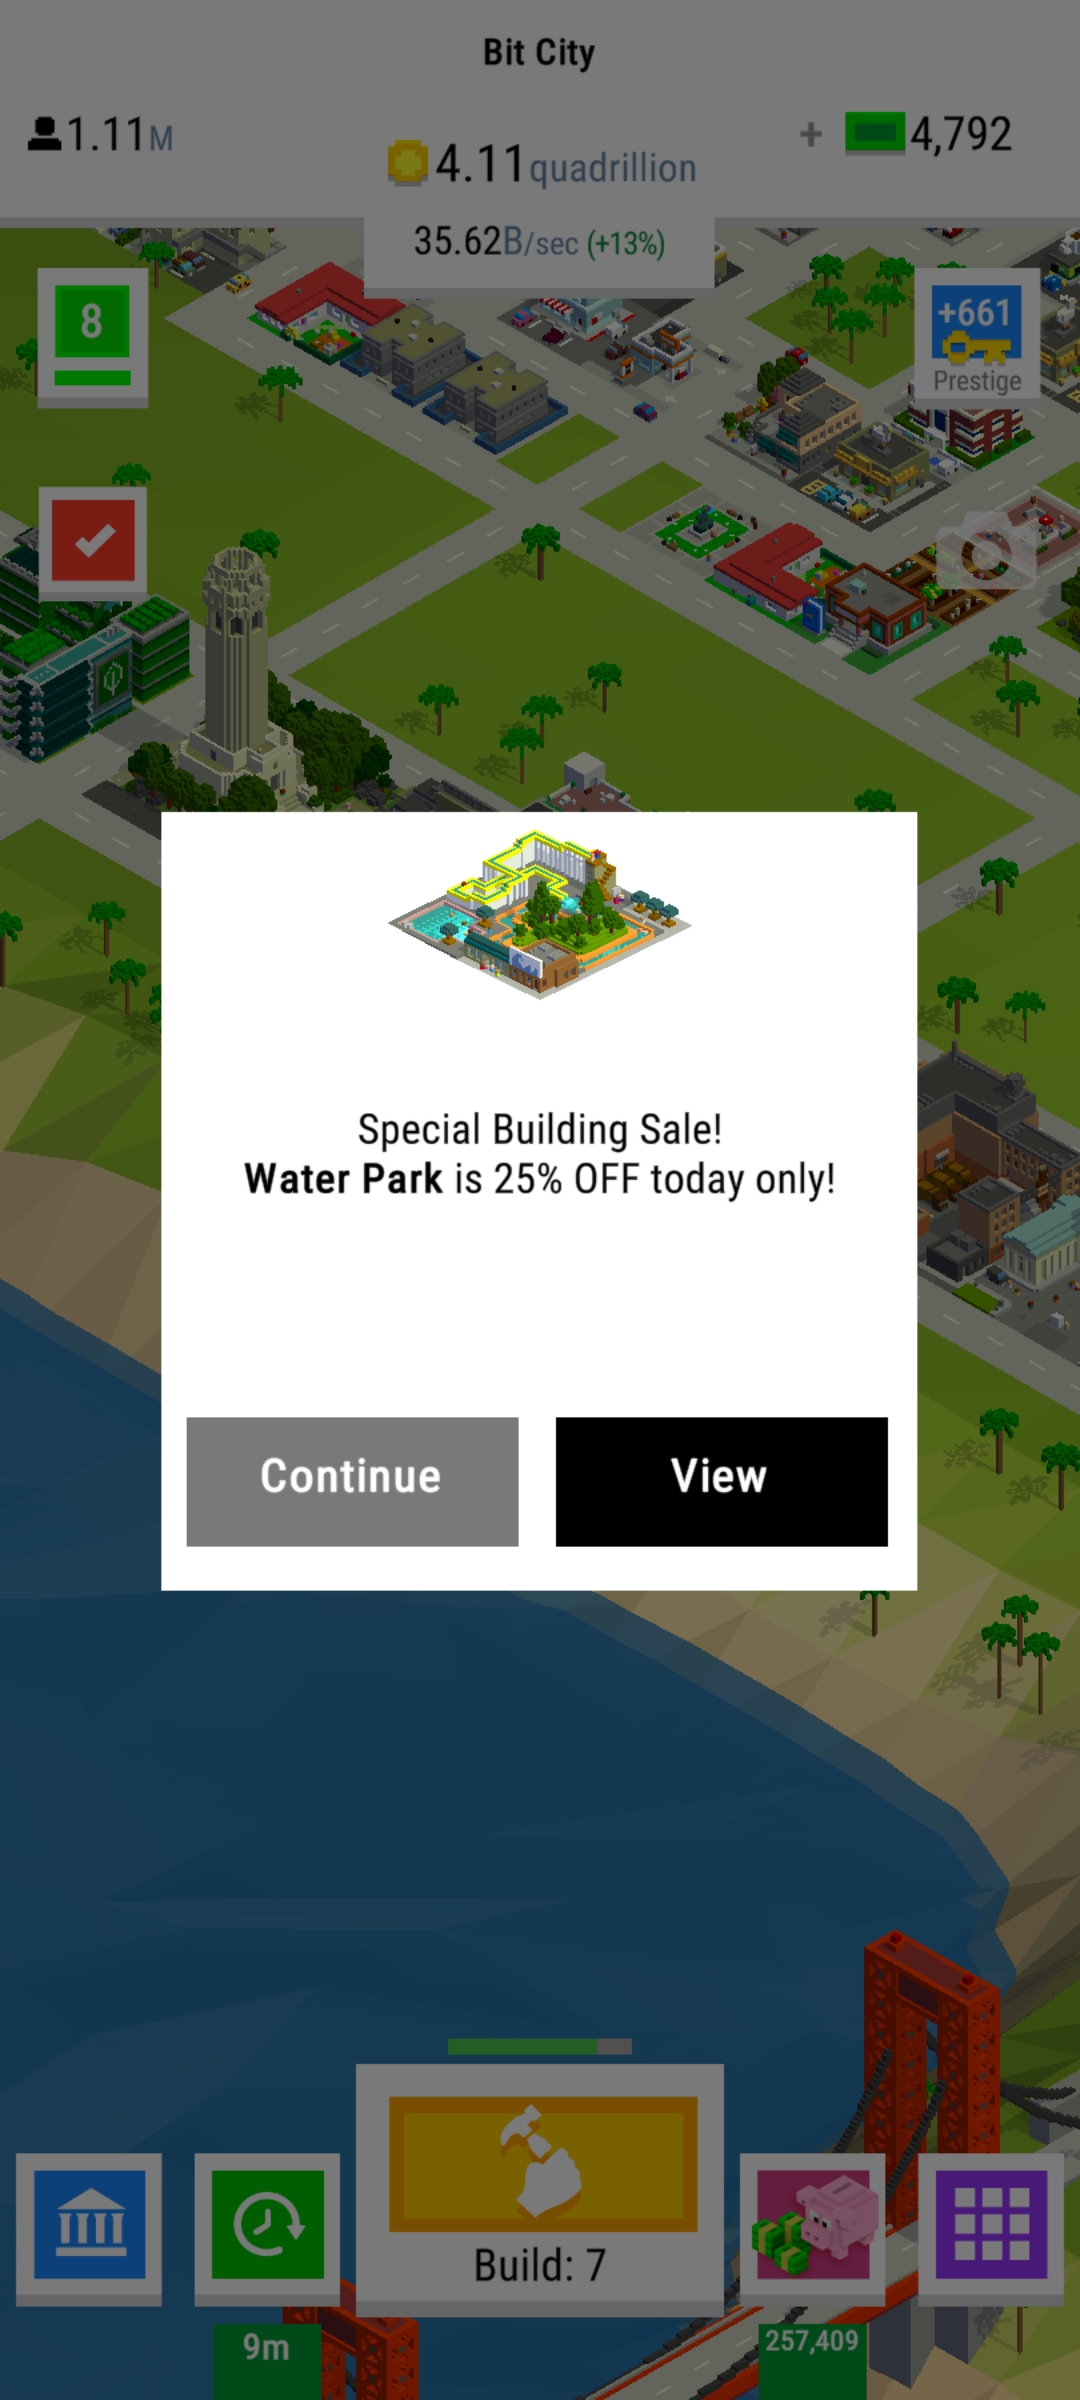 Bit City
1.11M
4.11quadrillion
+ 4,792
35.62B/sec (+13%)
8
+661
Prestige
Special Building Sale!
Water Park is 25% OFF today only!
Continue
View
Build: 7
9m
257,409